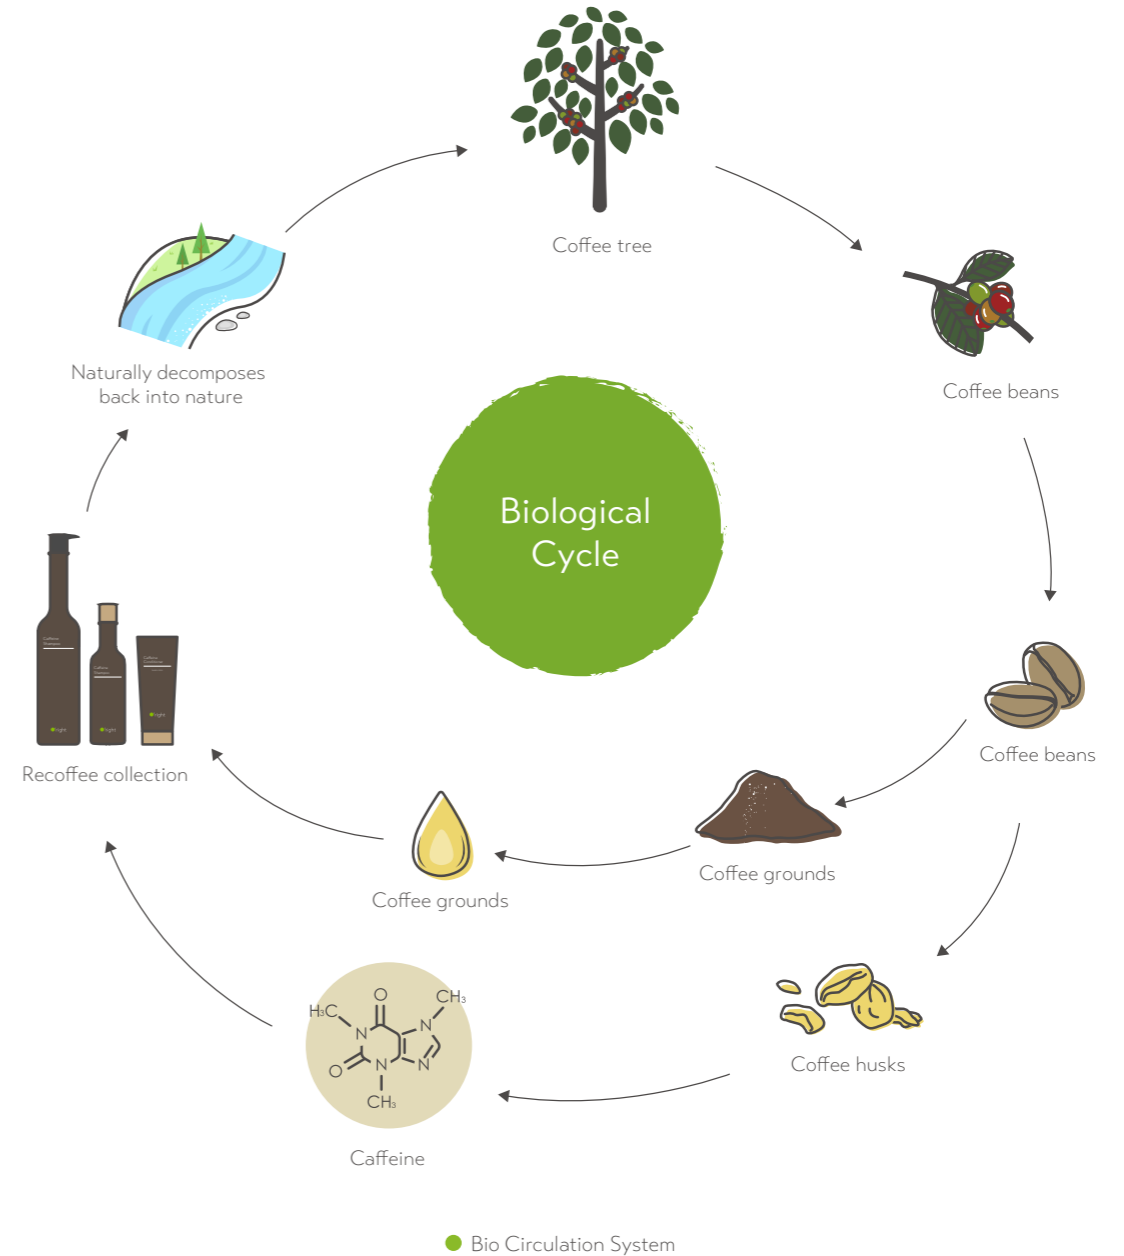 Coffee tree
Coffee beans
Naturally decomposes
back into nature
Biological
Cycle
Coffee beans
Recoffee collection
Coffee grounds
Coffee grounds
Coffee husks
H₃C
O
CH₃
N
N
O
N
N
CH₃
Caffeine
Bio Circulation System